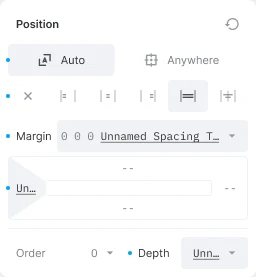 Position
Auto Anywhere
Margin 0 0 0 Unnamed Spacing T…
--
Un… --
--
Order 0 Depth Unn…